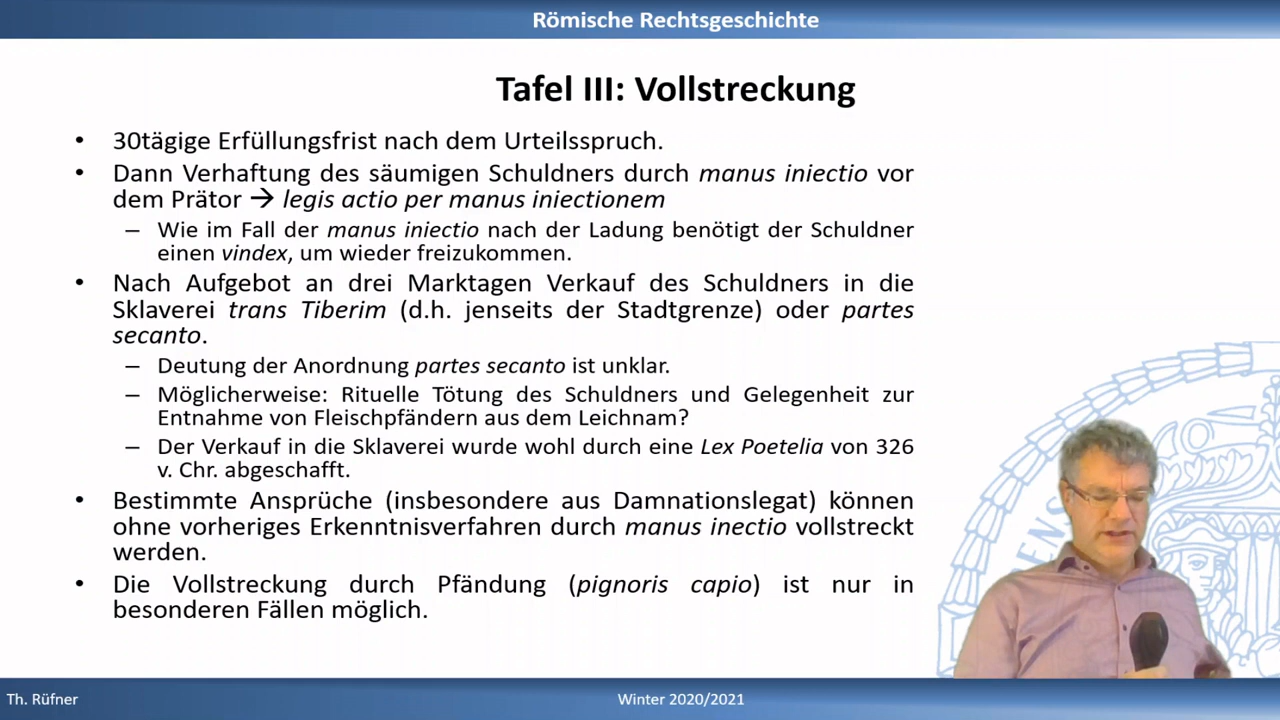 Römische Rechtsgeschichte
Tafel III: Vollstreckung
• 30tägige Erfüllungsfrist nach dem Urteilsspruch.
• Dann Verhaftung des säumigen Schuldners durch manus iniectio vor
dem Prätor → legis actio per manus iniectionem
– Wie im Fall der manus iniectio nach der Ladung benötigt der Schuldner
einen vindex, um wieder freizukommen.
• Nach Aufgebot an drei Marktagen Verkauf des Schuldners in die
Sklaverei trans Tiberim (d.h. jenseits der Stadtgrenze) oder partes
secanto.
– Deutung der Anordnung partes secanto ist unklar.
– Möglicherweise: Rituelle Tötung des Schuldners und Gelegenheit zur
Entnahme von Fleischpfändern aus dem Leichnam?
– Der Verkauf in die Sklaverei wurde wohl durch eine Lex Poetelia von 326
v. Chr. abgeschafft.
• Bestimmte Ansprüche (insbesondere aus Damnationslegat) können
ohne vorheriges Erkenntnisverfahren durch manus inectio vollstreckt
werden.
• Die Vollstreckung durch Pfändung (pignoris capio) ist nur in
besonderen Fällen möglich.
Th. Rüfner
Winter 2020/2021